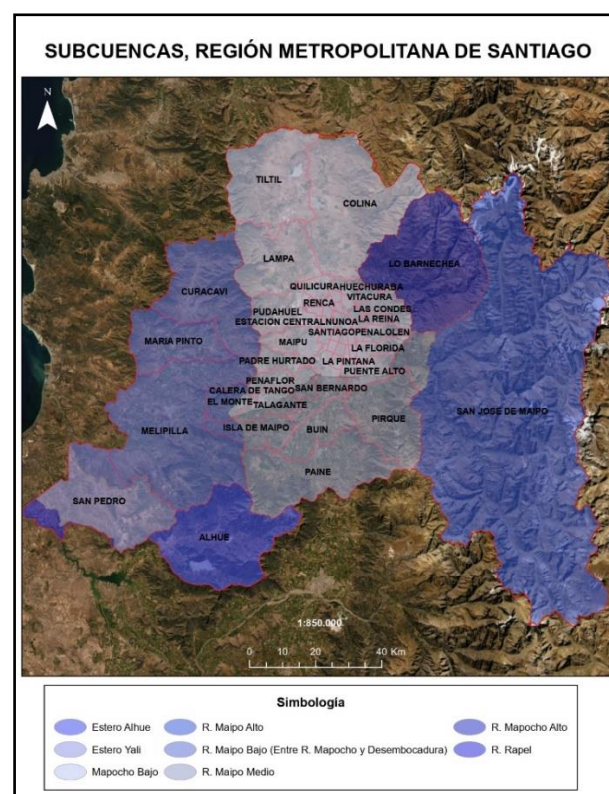 SUBCUENCAS, REGIÓN METROPOLITANA DE SANTIAGO
N
TILTIL
COLINA
LO BARNECHEA
LAMPA
CURACAVI
QUILICURA HUECHURABA
VITACURA
RENCA
LAS CONDES
PUDAHUEL
LA REINA
ESTACION CENTRAL NUNOA
SANTIAGO PENALOLEN
MARIA PINTO
MAIPU
LA FLORIDA
PADRE HURTADO
LA PINTANA
PUENTE ALTO
PENAFLOR
SAN BERNARDO
CALERA DE TANGO
EL MONTE
TALAGANTE
SAN JOSE DE MAIPO
PIRQUE
ISLA DE MAIPO
BUIN
MELIPILLA
PAINE
SAN PEDRO
ALHUE
1:850.000
0 5 10 20 30 40 Km
Simbología
Estero Alhue
R. Maipo Alto
R. Mapocho Alto
Estero Yali
R. Maipo Bajo (Entre R. Mapocho y Desembocadura)
R. Rapel
Mapocho Bajo
R. Maipo Medio